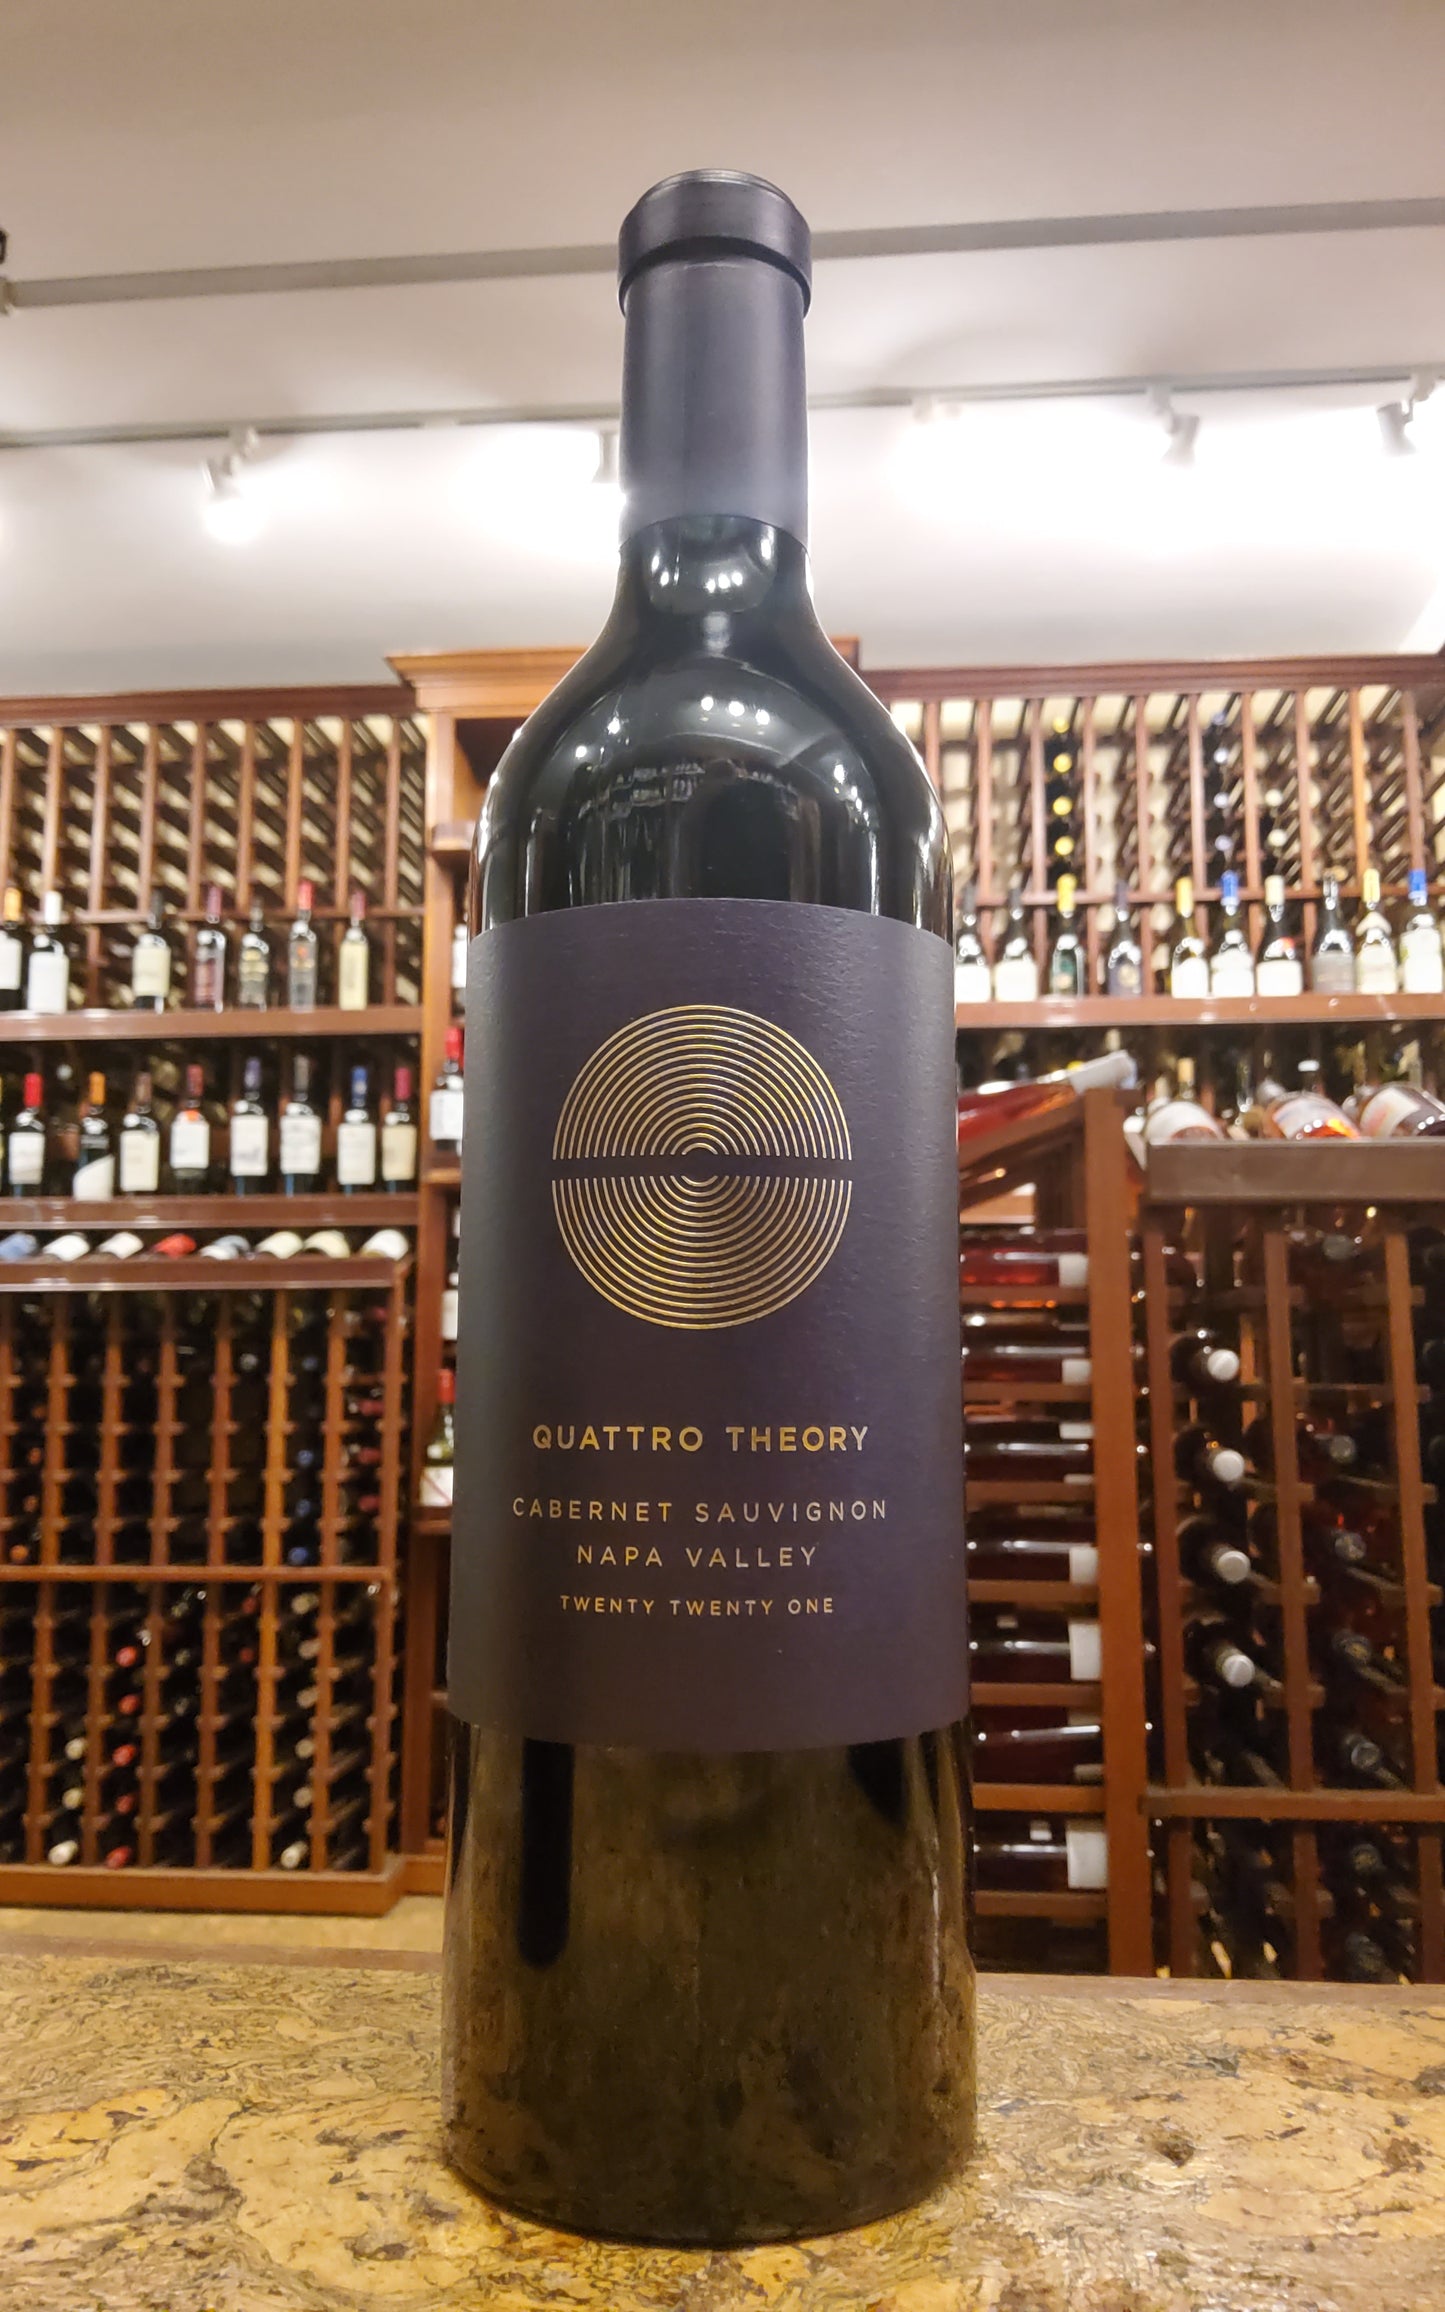 QUATTRO THEORY
CABERNET SAUVIGNON
NAPA VALLEY
TWENTY TWENTY ONE